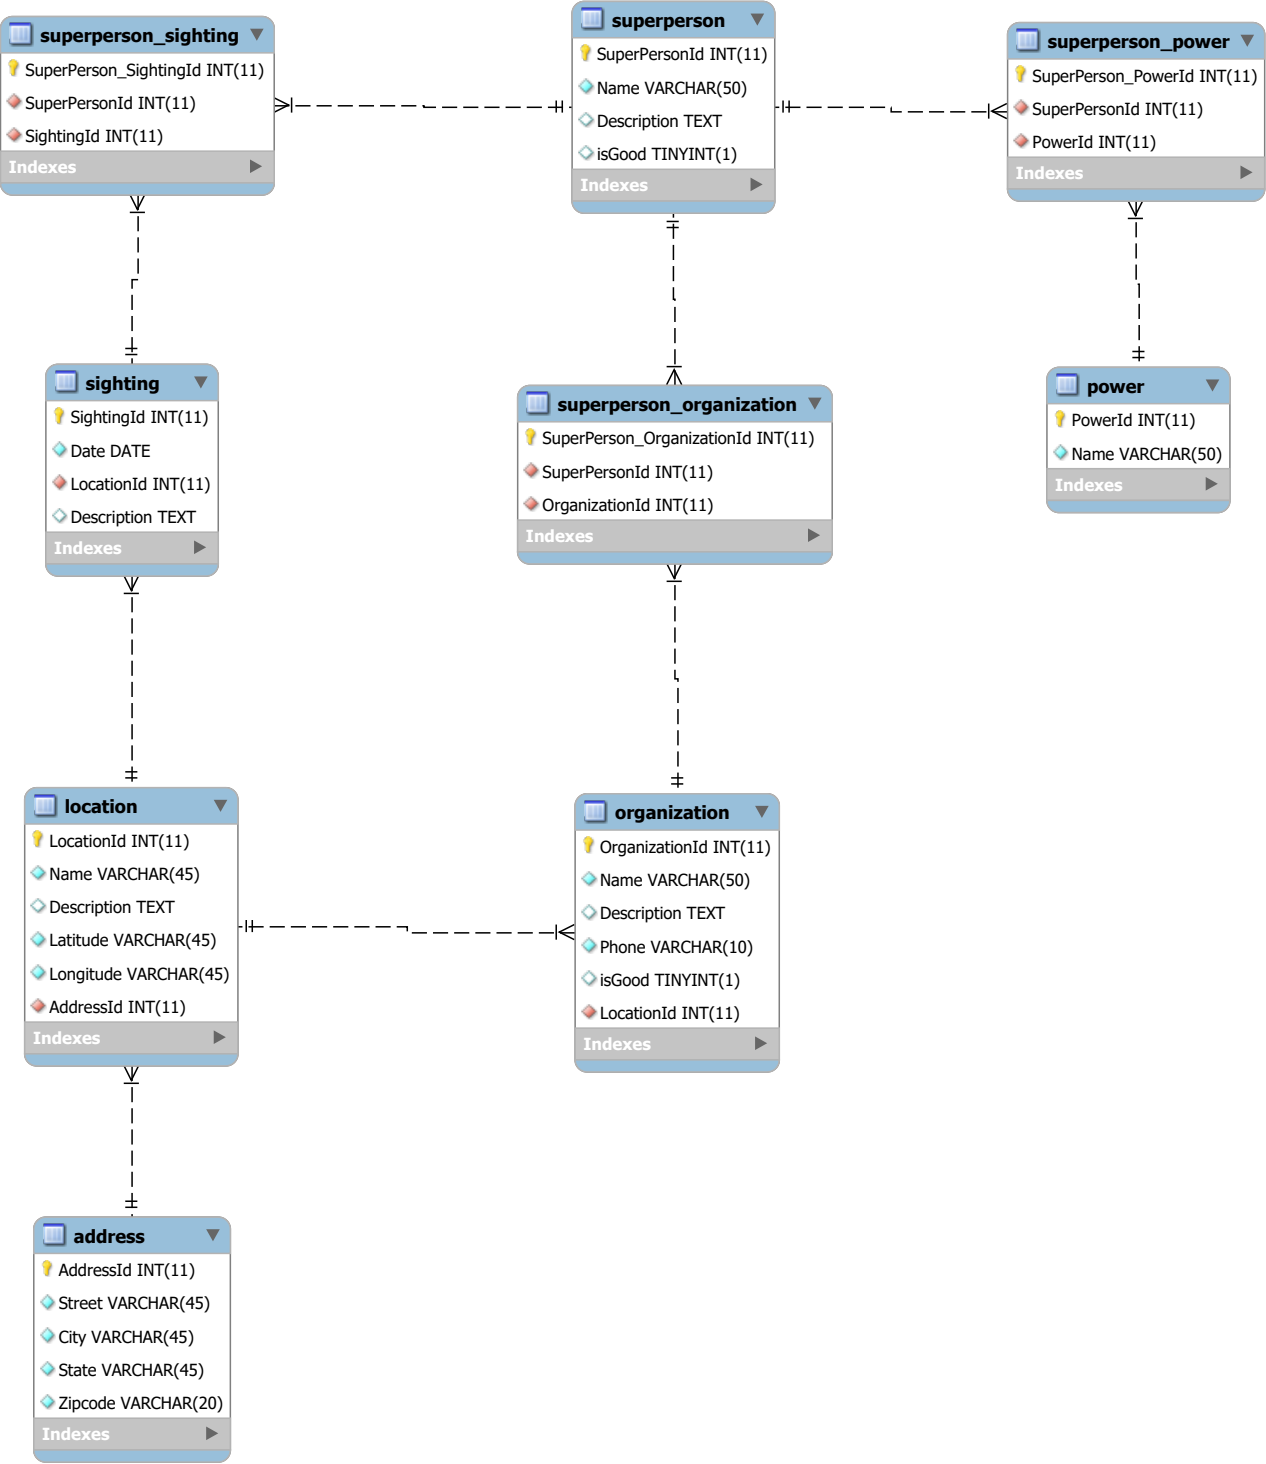 superperson_sighting
SuperPerson_SightingId INT(11)
SuperPersonId INT(11)
SightingId INT(11)
Indexes
superperson
SuperPersonId INT(11)
Name VARCHAR(50)
Description TEXT
isGood TINYINT(1)
Indexes
superperson_power
SuperPerson_PowerId INT(11)
SuperPersonId INT(11)
PowerId INT(11)
Indexes
sighting
SightingId INT(11)
Date DATE
LocationId INT(11)
Description TEXT
Indexes
superperson_organization
SuperPerson_OrganizationId INT(11)
SuperPersonId INT(11)
OrganizationId INT(11)
Indexes
power
PowerId INT(11)
Name VARCHAR(50)
Indexes
location
LocationId INT(11)
Name VARCHAR(45)
Description TEXT
Latitude VARCHAR(45)
Longitude VARCHAR(45)
AddressId INT(11)
Indexes
organization
OrganizationId INT(11)
Name VARCHAR(50)
Description TEXT
Phone VARCHAR(10)
isGood TINYINT(1)
LocationId INT(11)
Indexes
address
AddressId INT(11)
Street VARCHAR(45)
City VARCHAR(45)
State VARCHAR(45)
Zipcode VARCHAR(20)
Indexes